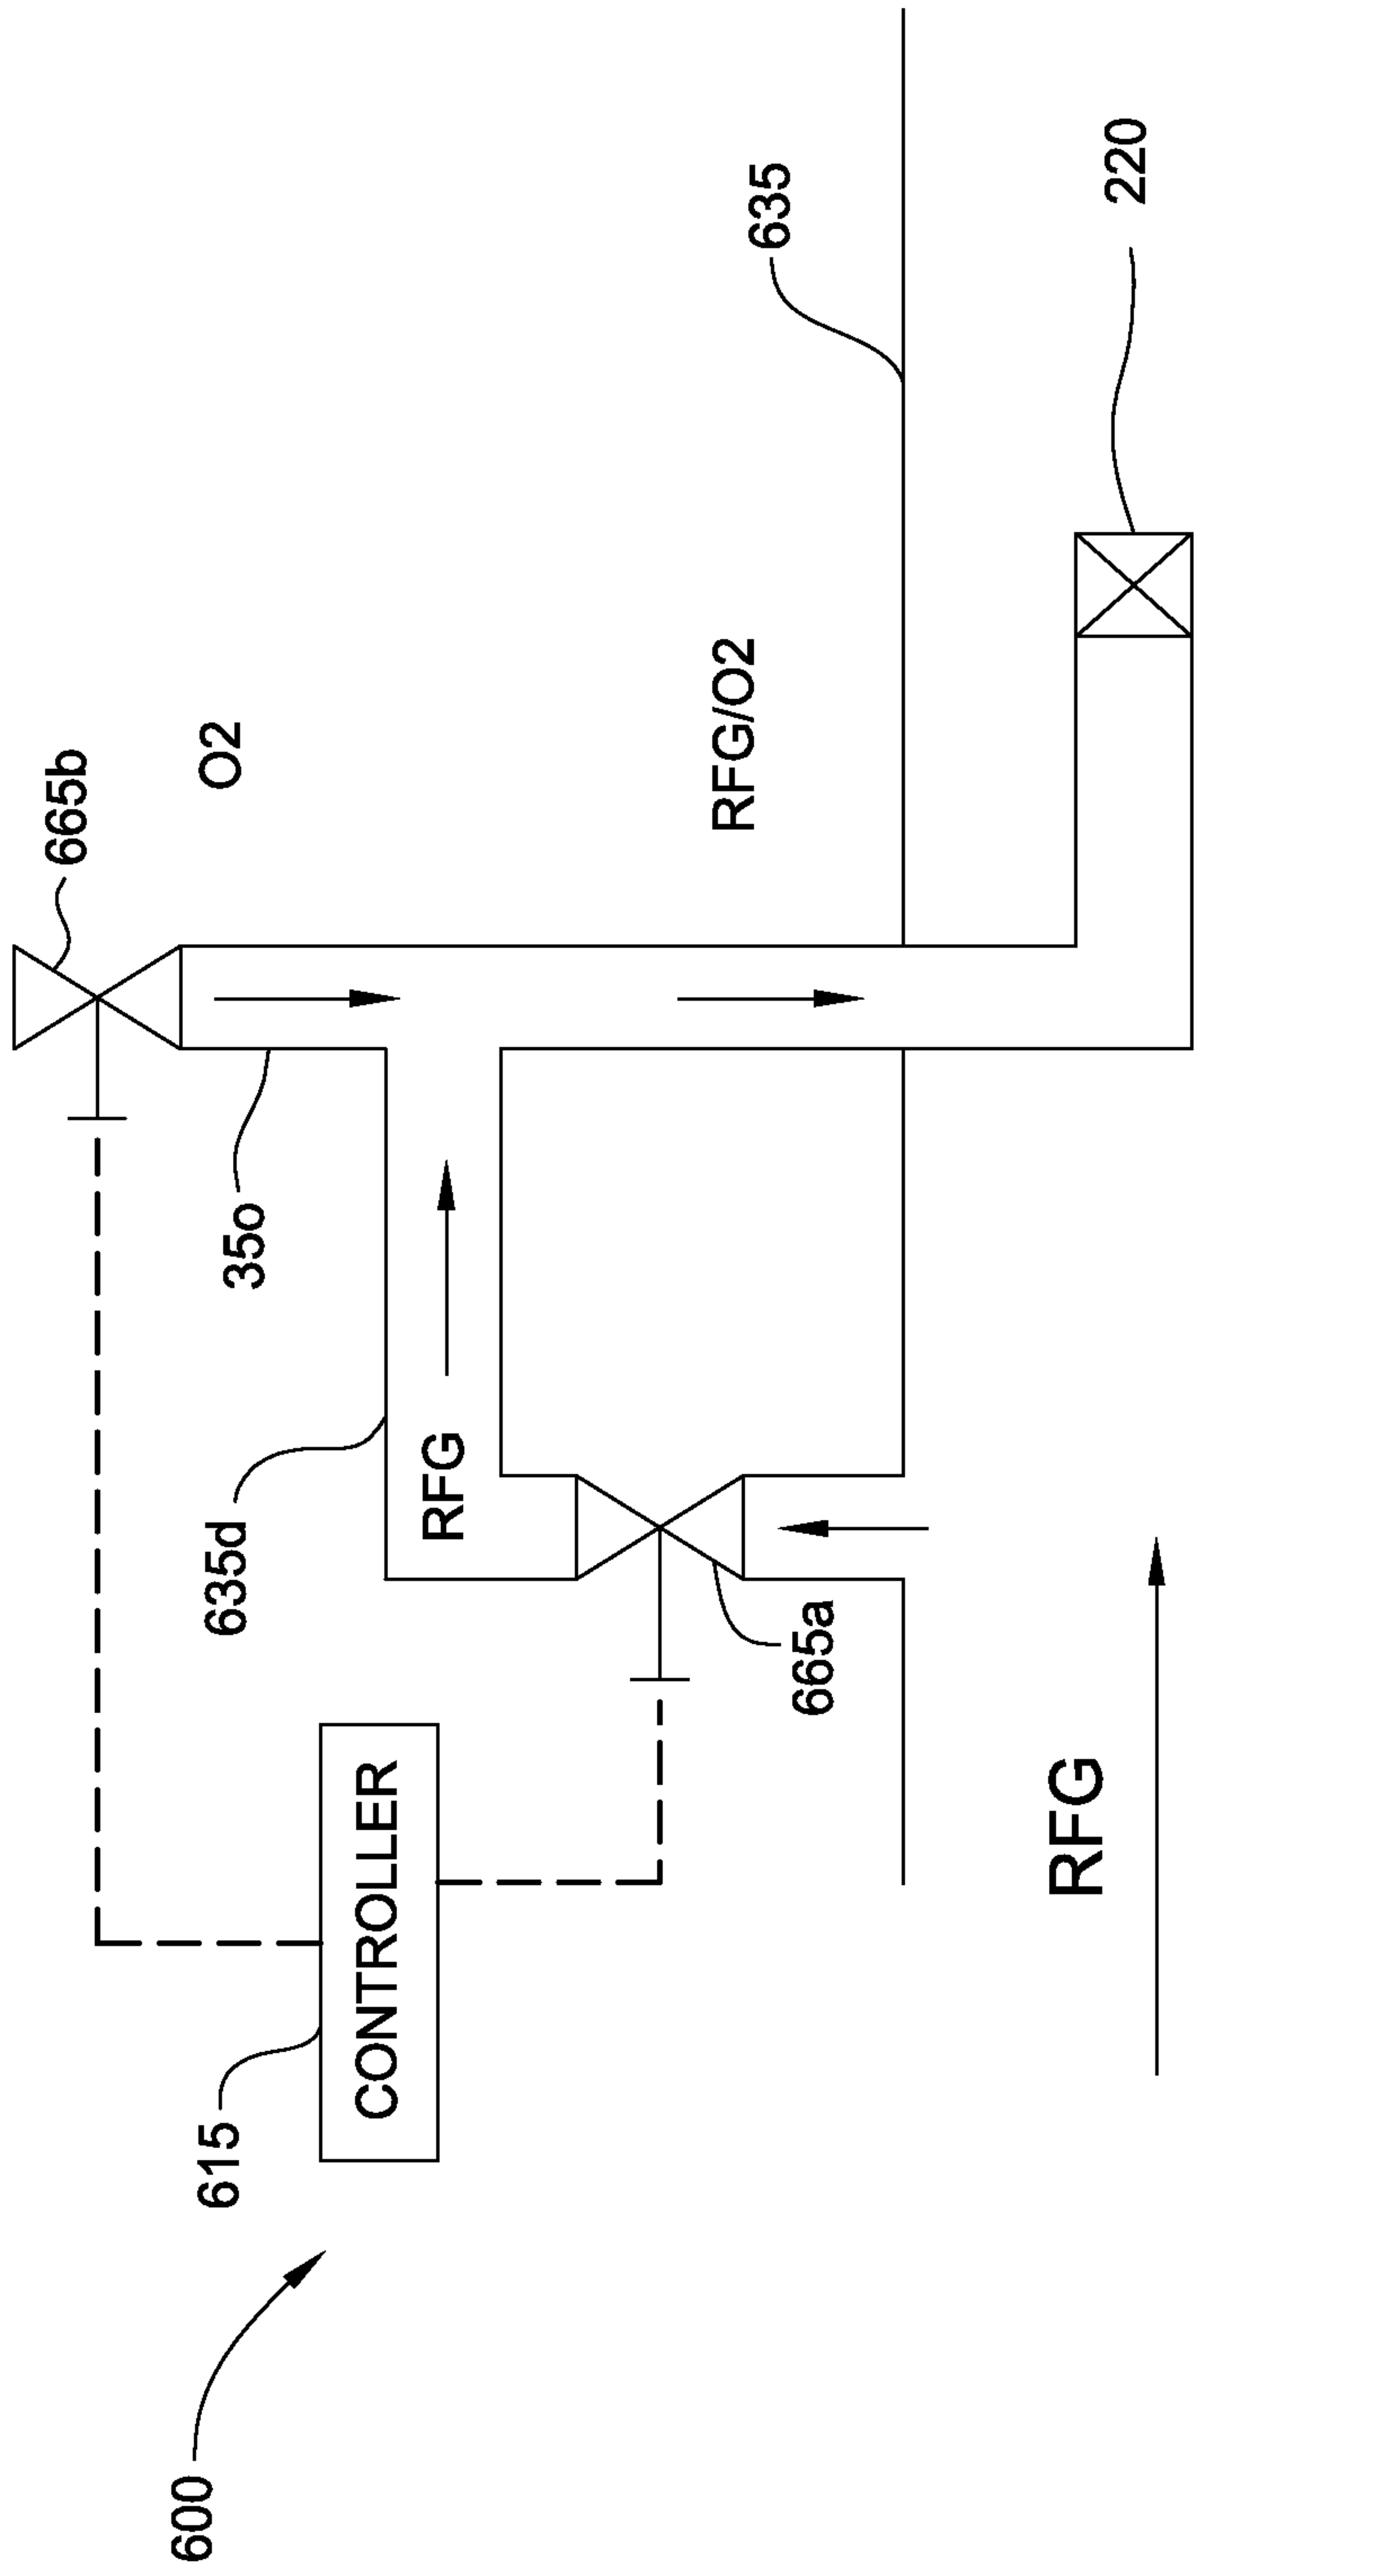 665b
O2
635
220
RFG/O2
35o
635d
RFG
665a
CONTROLLER
615
RFG
600